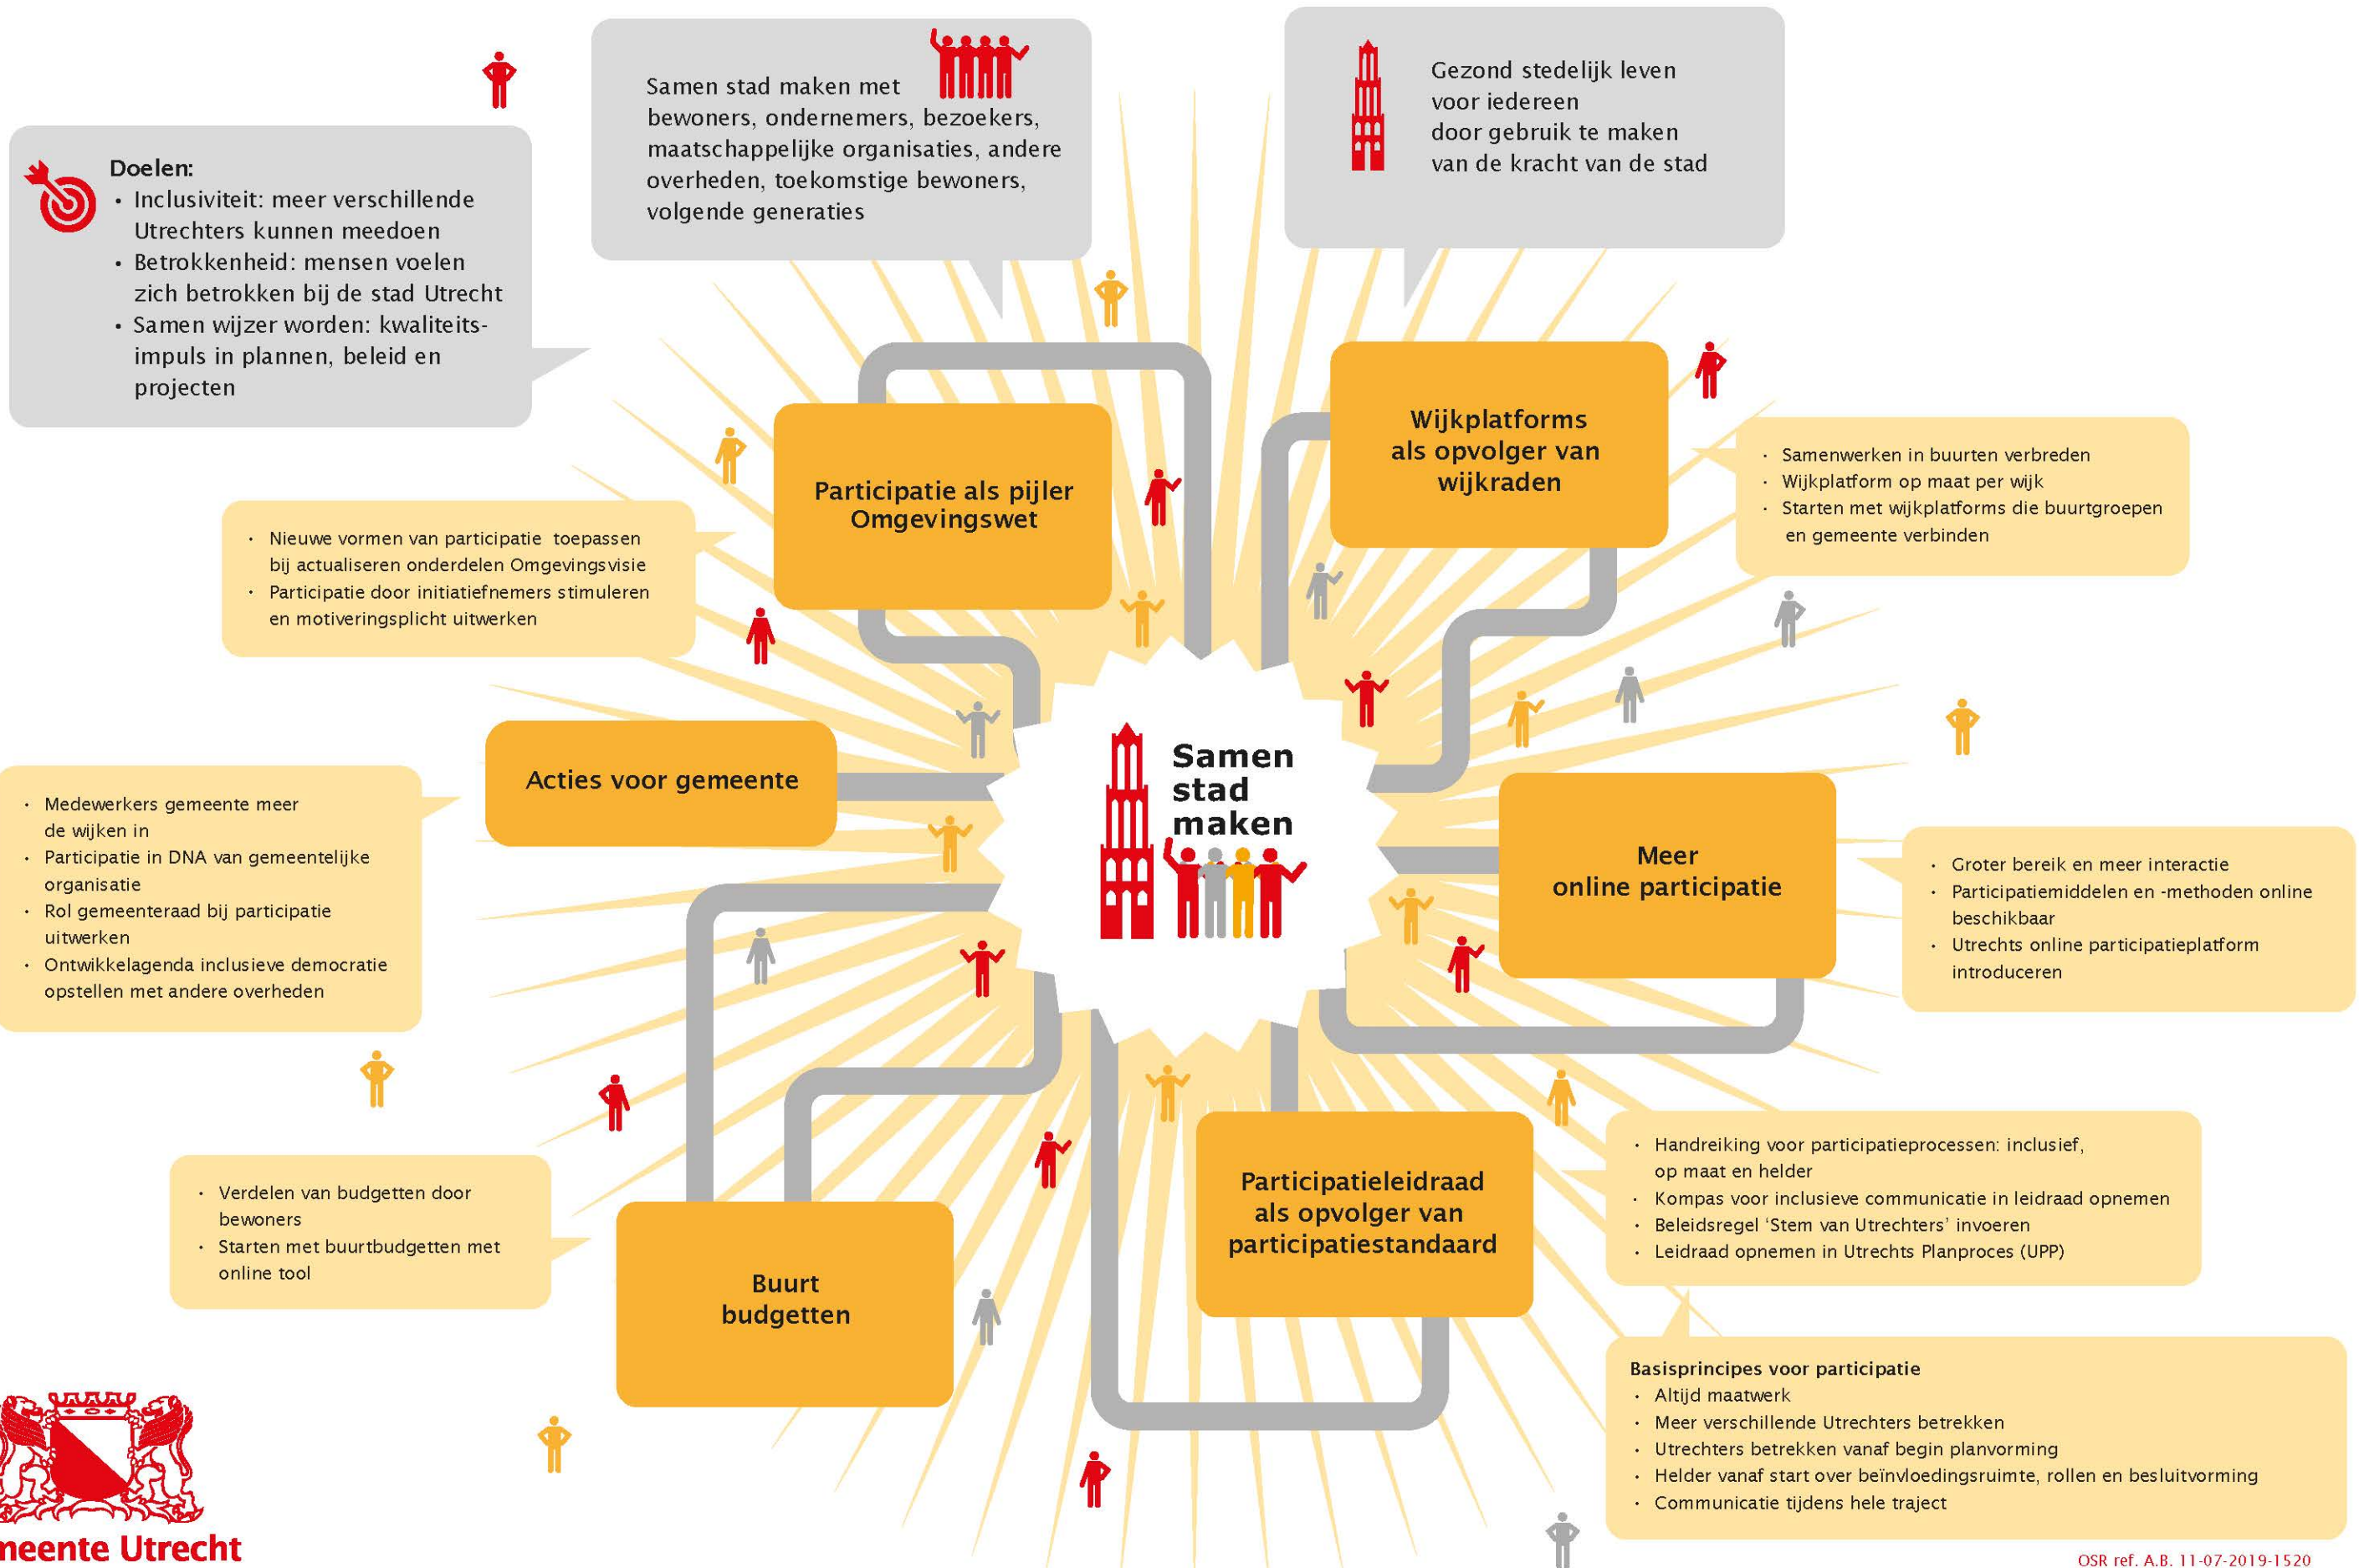 Samen stad maken met
bewoners, ondernemers, bezoekers,
maatschappelijke organisaties, andere
overheden, toekomstige bewoners,
volgende generaties
Gezond stedelijk leven
voor iedereen
door gebruik te maken
van de kracht van de stad
Doelen:
• Inclusiviteit: meer verschillende
Utrechters kunnen meedoen
• Betrokkenheid: mensen voelen
zich betrokken bij de stad Utrecht
• Samen wijzer worden: kwaliteits-
impuls in plannen, beleid en
projecten
Participatie als pijler
Omgevingswet
• Nieuwe vormen van participatie toepassen
bij actualiseren onderdelen Omgevingsvisie
• Participatie door initiatiefnemers stimuleren
en motiveringsplicht uitwerken
Wijkplatforms
als opvolger van
wijkraden
• Samenwerken in buurten verbreden
• Wijkplatform op maat per wijk
• Starten met wijkplatforms die buurtgroepen
en gemeente verbinden
Acties voor gemeente
• Medewerkers gemeente meer
de wijken in
• Participatie in DNA van gemeentelijke
organisatie
• Rol gemeenteraad bij participatie
uitwerken
• Ontwikkelagenda inclusieve democratie
opstellen met andere overheden
Samen
stad
maken
Meer
online participatie
• Groter bereik en meer interactie
• Participatiemiddelen en -methoden online
beschikbaar
• Utrechts online participatieplatform
introduceren
• Verdelen van budgetten door
bewoners
• Starten met buurtbudgetten met
online tool
Buurt
budgetten
Participatieleidraad
als opvolger van
participatiestandaard
• Handreiking voor participatieprocessen: inclusief,
op maat en helder
• Kompas voor inclusieve communicatie in leidraad opnemen
• Beleidsregel ‘Stem van Utrechters’ invoeren
• Leidraad opnemen in Utrechts Planproces (UPP)
Basisprincipes voor participatie
• Altijd maatwerk
• Meer verschillende Utrechters betrekken
• Utrechters betrekken vanaf begin planvorming
• Helder vanaf start over beïnvloedingsruimte, rollen en besluitvorming
• Communicatie tijdens hele traject
meente Utrecht
OSR ref. A.B. 11-07-2019-1520